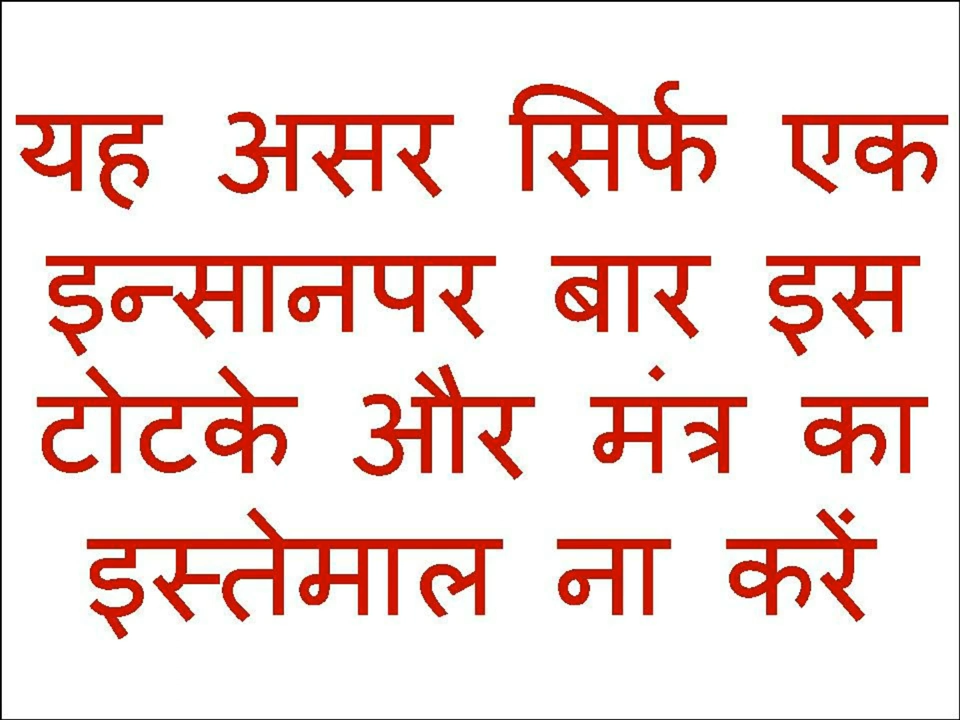 यह असर सिर्फ एक
इन्सानपर बार इस
टोटके और मंत्र का
इस्तेमाल ना करें